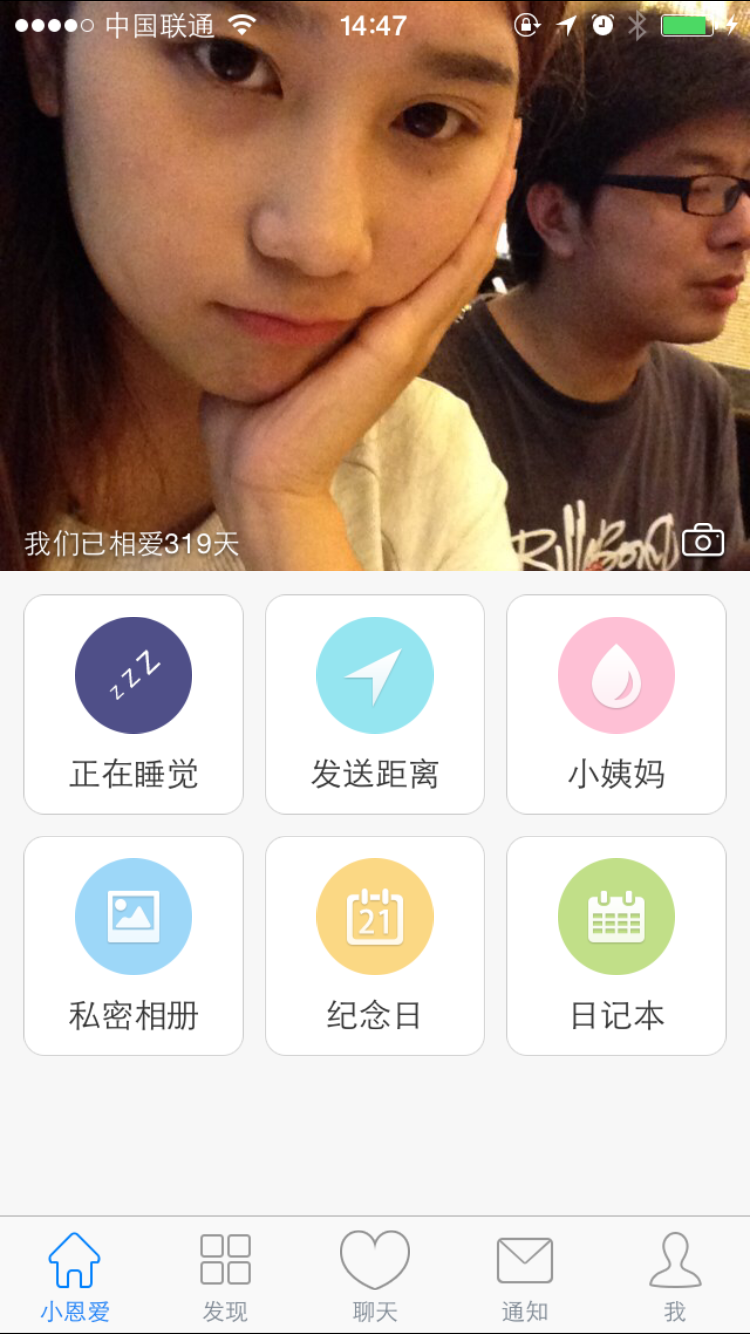 中国联通 14:47
我们已相爱319天
BillaBong
zzZ
正在睡觉 发送距离 小姨妈
21
私密相册 纪念日 日记本
小恩爱 发现 聊天 通知 我